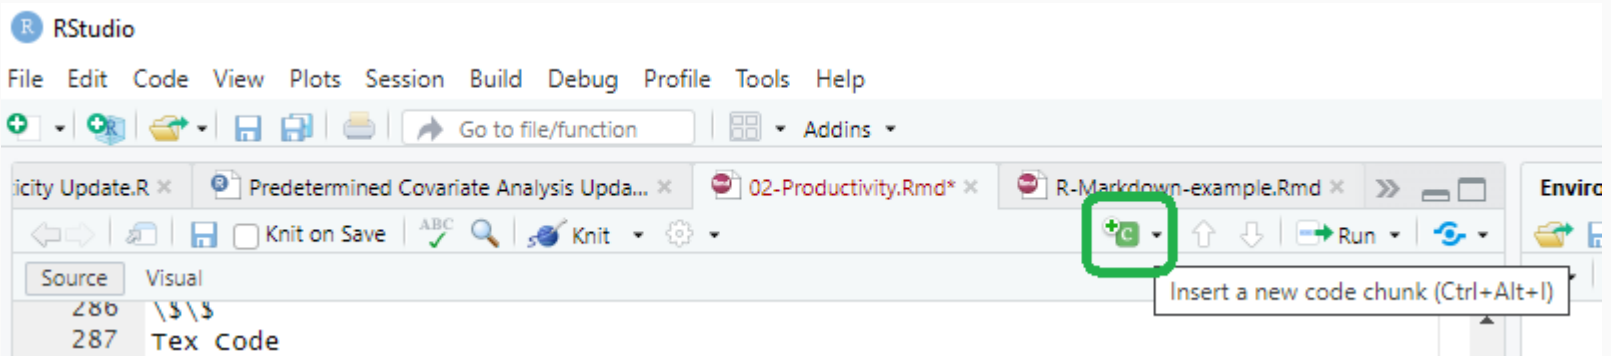 RStudio
File Edit Code View Plots Session Build Debug Profile Tools Help
Go to file/function Addins
icity Update.R Predetermined Covariate Analysis Upda... 02-Productivity.Rmd* R-Markdown-example.Rmd Enviro
Knit on Save ABC Knit C Run
Source Visual
Insert a new code chunk (Ctrl+Alt+I)
286 \$\$
287 Tex Code